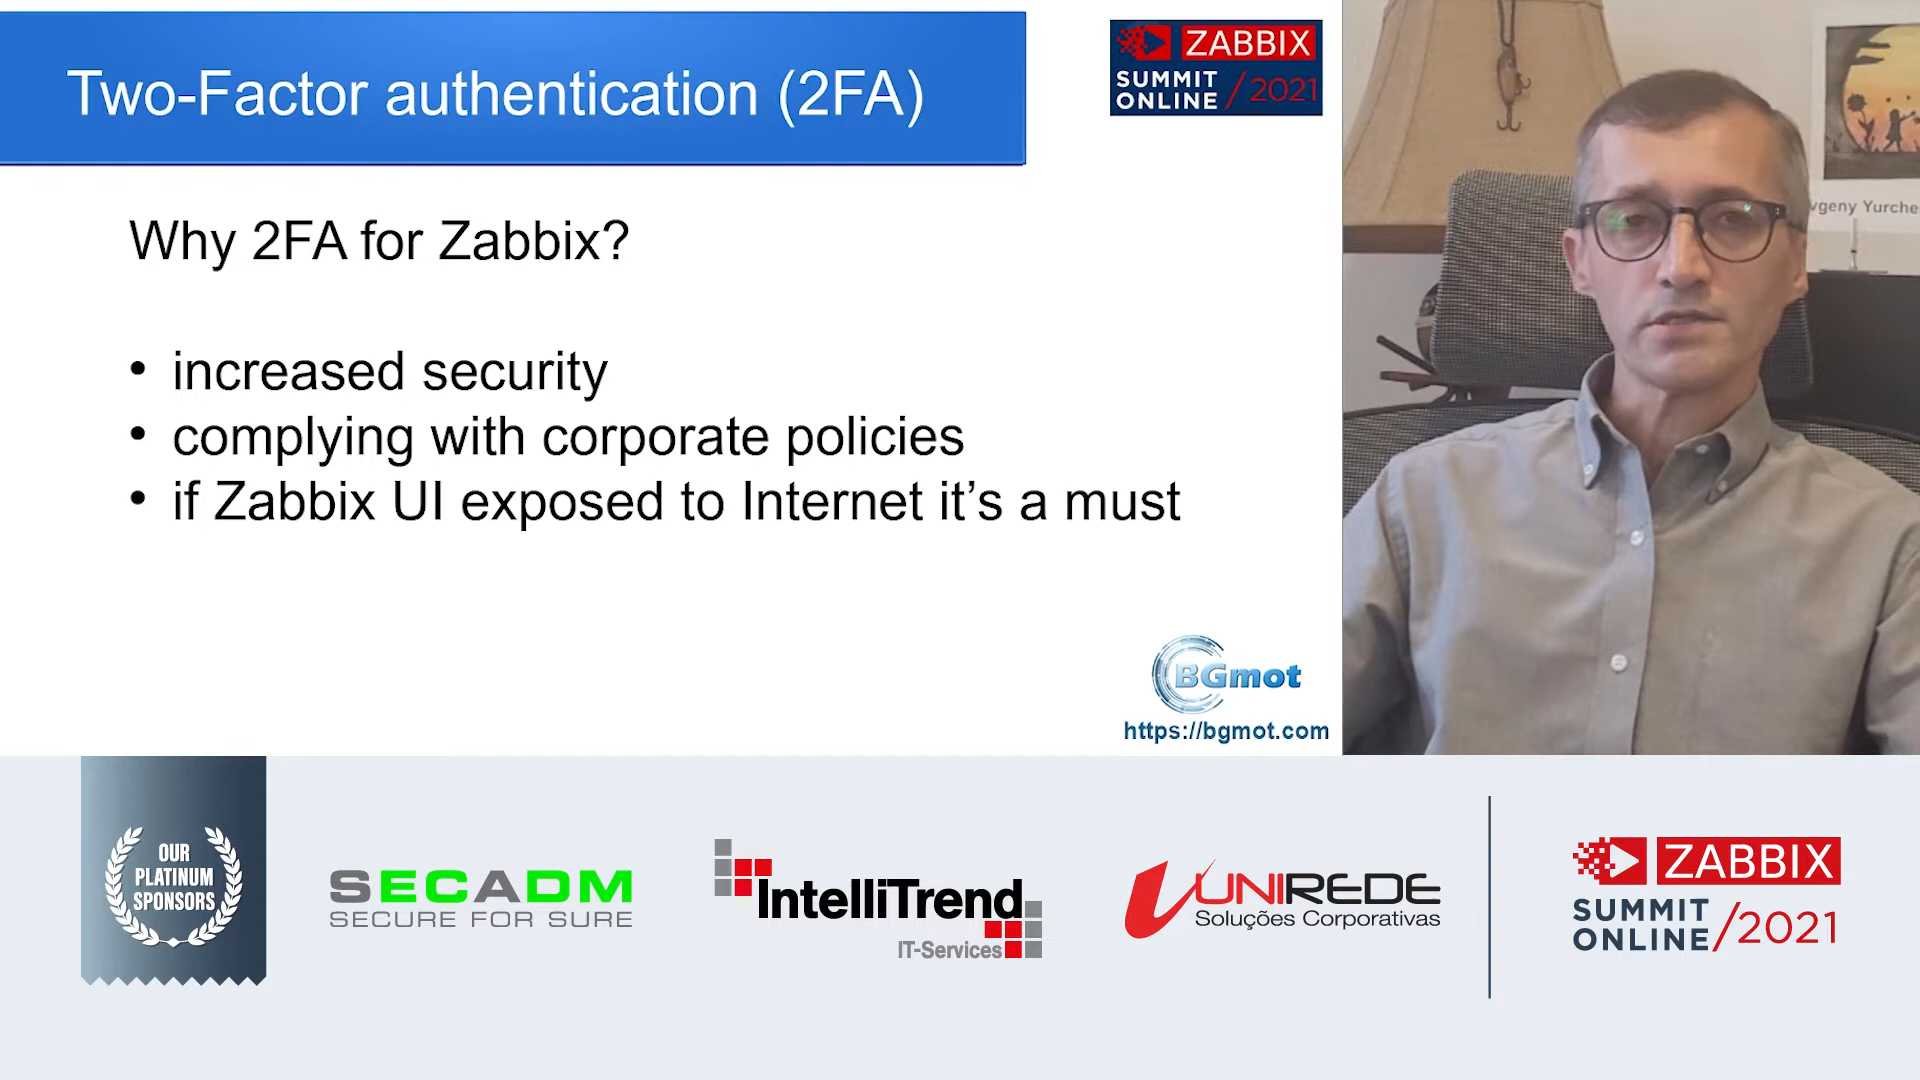 Two-Factor authentication (2FA)
ZABBIX
SUMMIT
ONLINE /2021
Why 2FA for Zabbix?
• increased security
• complying with corporate policies
• if Zabbix UI exposed to Internet it’s a must
BGmot
https://bgmot.com
vgeny Yurche
OUR
PLATINUM
SPONSORS
SECADM
SECURE FOR SURE
IntelliTrend
IT-Services
UNIREDE
Soluções Corporativas
ZABBIX
SUMMIT
ONLINE /2021